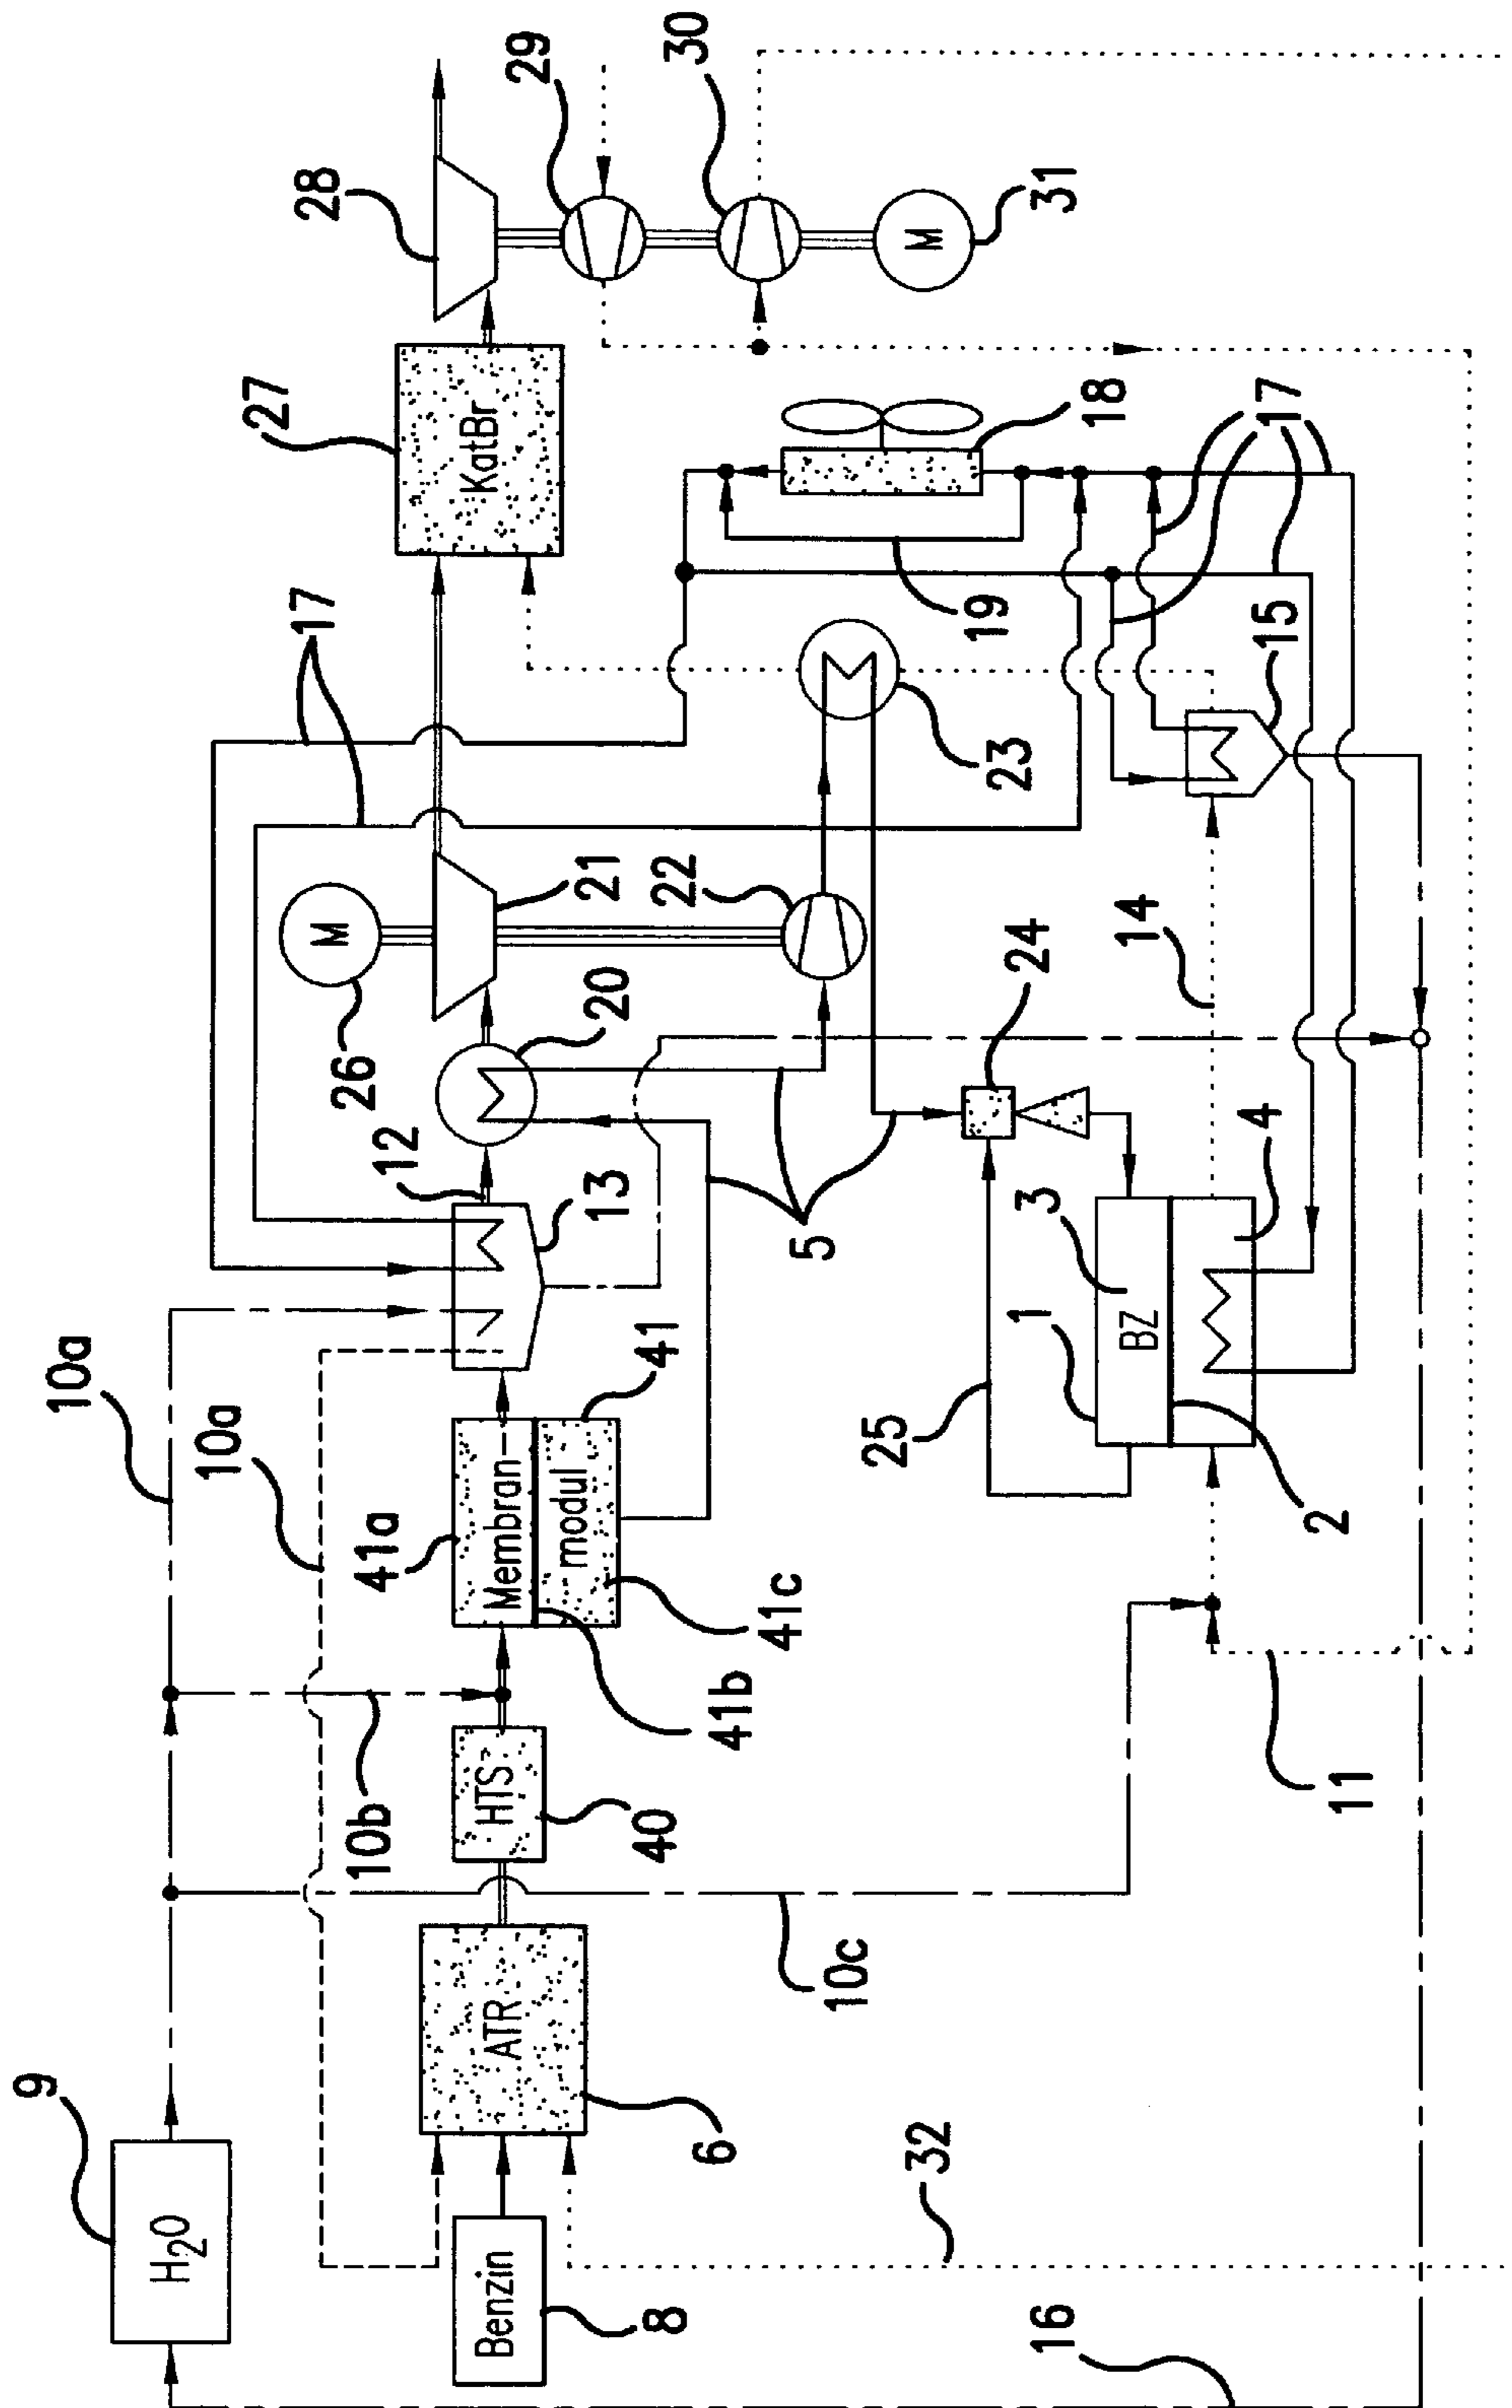 9
H₂O
10a
10a
10b
41a
12
26
M
17
27
28
8
Benzin
6
ATR
40
HTS
41b
Membran-
modul
41c
41
13
20
21
22
KatBr
29
30
16
32
10c
5
25
1
BZ
3
24
23
19
18
M
31
11
2
4
14
15
17